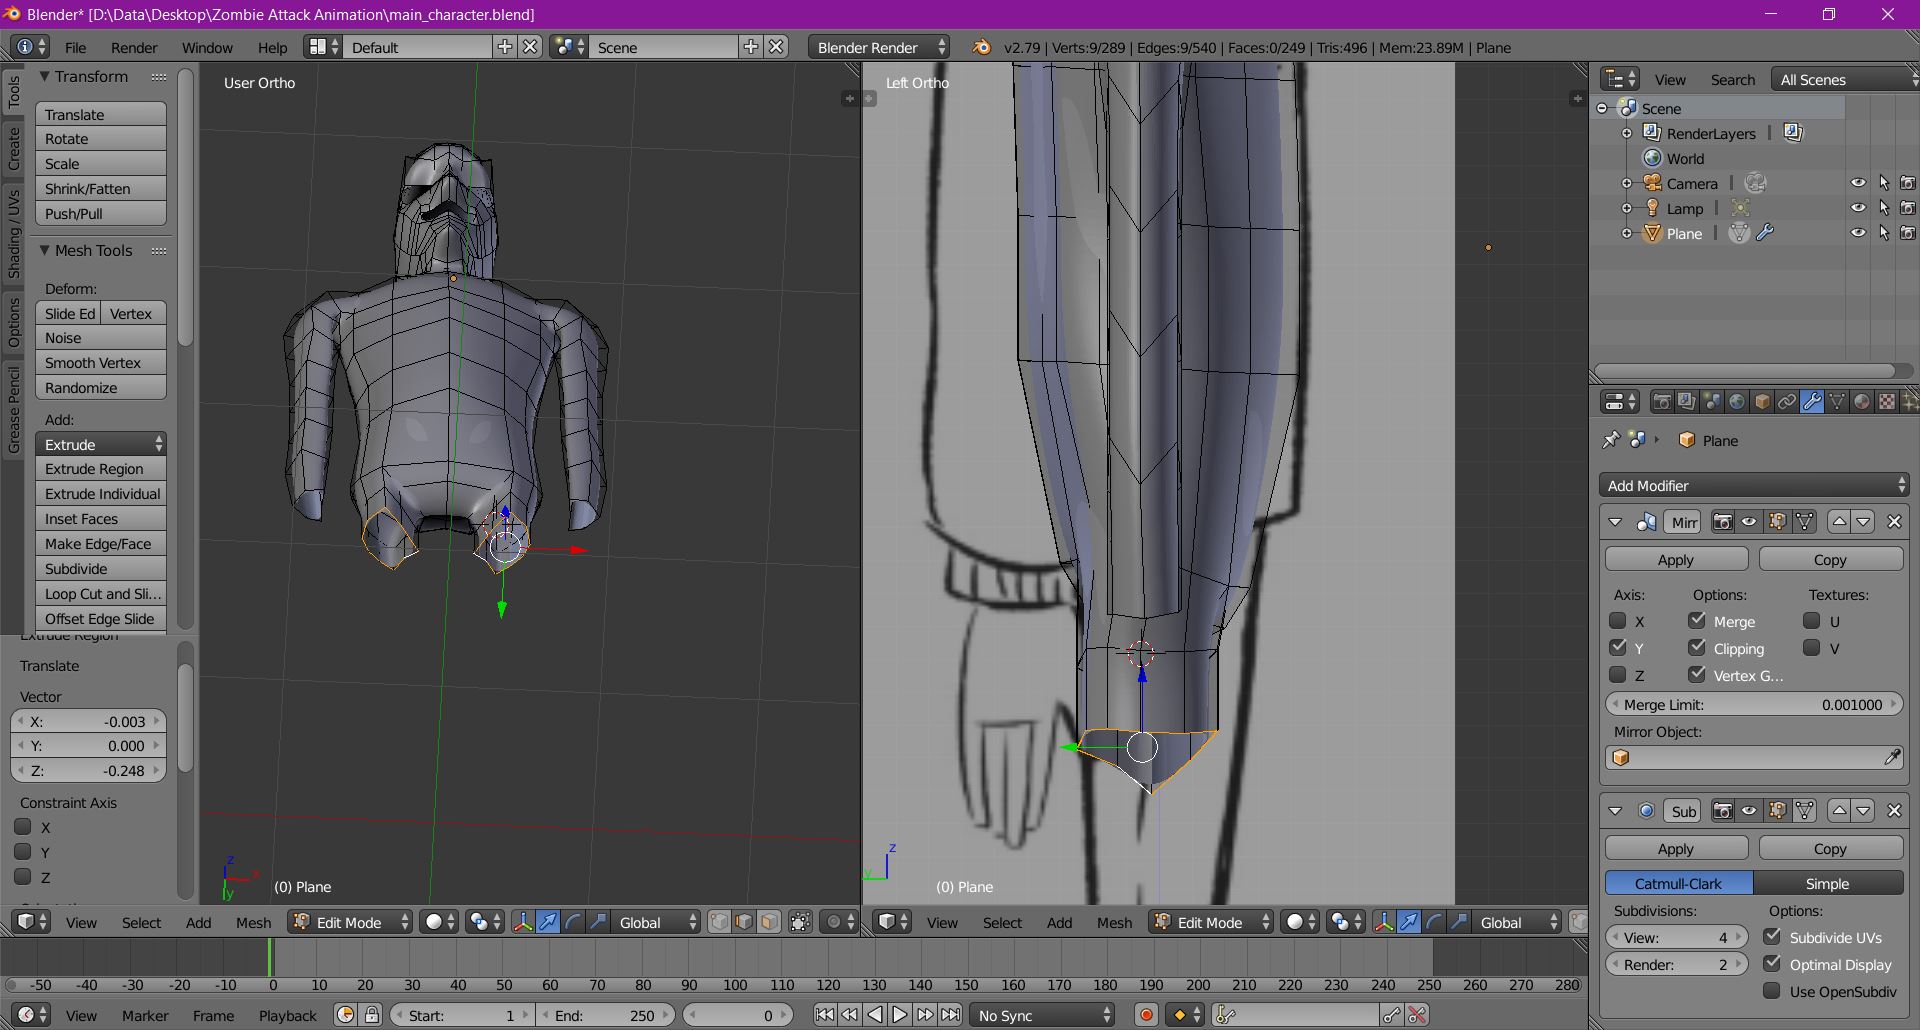 Blender* [D:\Data\Desktop\Zombie Attack Animation\main_character.blend]
File Render Window Help Default Scene Blender Render v2.79 | Verts:9/289 | Edges:9/540 | Faces:0/249 | Tris:496 | Mem:23.89M | Plane
Tools
Create
Shading / UVs
Options
Grease Pencil
Transform
Translate
Rotate
Scale
Shrink/Fatten
Push/Pull
Mesh Tools
Deform:
Slide Ed Vertex
Noise
Smooth Vertex
Randomize
Add:
Extrude
Extrude Region
Extrude Individual
Inset Faces
Make Edge/Face
Subdivide
Loop Cut and Sli...
Offset Edge Slide
Extrude Region
Translate
Vector
X: -0.003
Y: 0.000
Z: -0.248
Constraint Axis
X
Y
Z
User Ortho
z
x
y
(0) Plane
View Select Add Mesh Edit Mode Global
Left Ortho
z
y
(0) Plane
View Select Add Mesh Edit Mode Global
View Search All Scenes
Scene
RenderLayers
World
Camera
Lamp
Plane
Plane
Add Modifier
Mirr
Apply Copy
Axis: Options: Textures:
X Merge U
Y Clipping V
Z Vertex G...
Merge Limit: 0.001000
Mirror Object:
Sub
Apply Copy
Catmull-Clark Simple
Subdivisions: Options:
View: 4 Subdivide UVs
Render: 2 Optimal Display
Use OpenSubdiv
-50 -40 -30 -20 -10 0 10 20 30 40 50 60 70 80 90 100 110 120 130 140 150 160 170 180 190 200 210 220 230 240 250 260 270 280
View Marker Frame Playback Start: 1 End: 250 0 No Sync